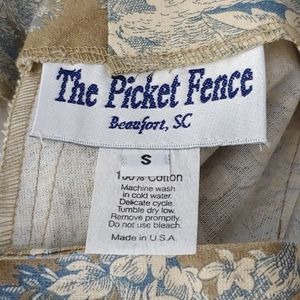 The Picket Fence
Beaufort, SC
S
100% Cotton
Machine wash
in cold water.
Delicate cycle.
Tumble dry low.
Remove promptly.
Do not use bleach.
Made in U.S.A.